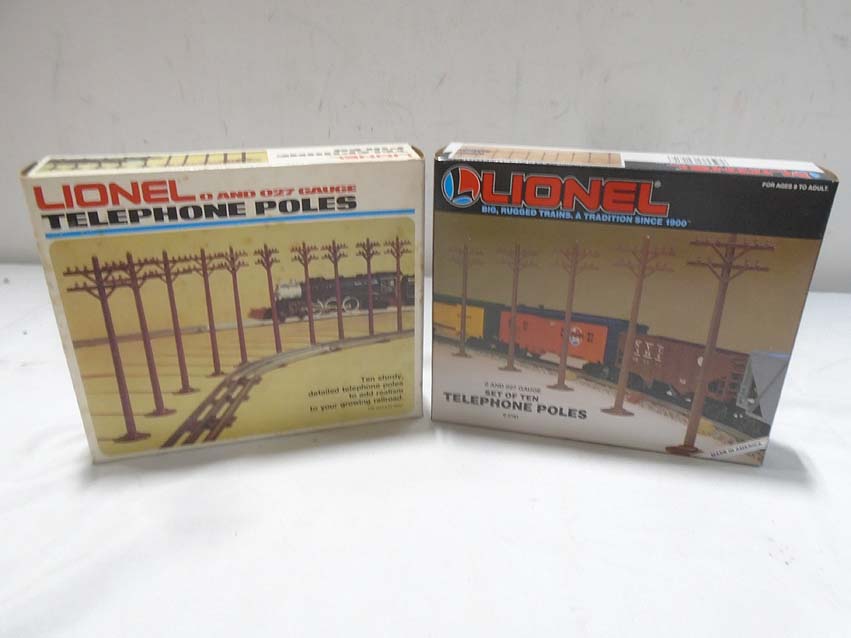 LIONEL O AND O27 GAUGE
TELEPHONE POLES
Ten sturdy,
detailed telephone poles
to add realism
to your growing railroad.
LIONEL®
BIG, RUGGED TRAINS. A TRADITION SINCE 1900™
FOR AGES 8 TO ADULT.
O AND O27 GAUGE
SET OF TEN
TELEPHONE POLES
MADE IN AMERICA